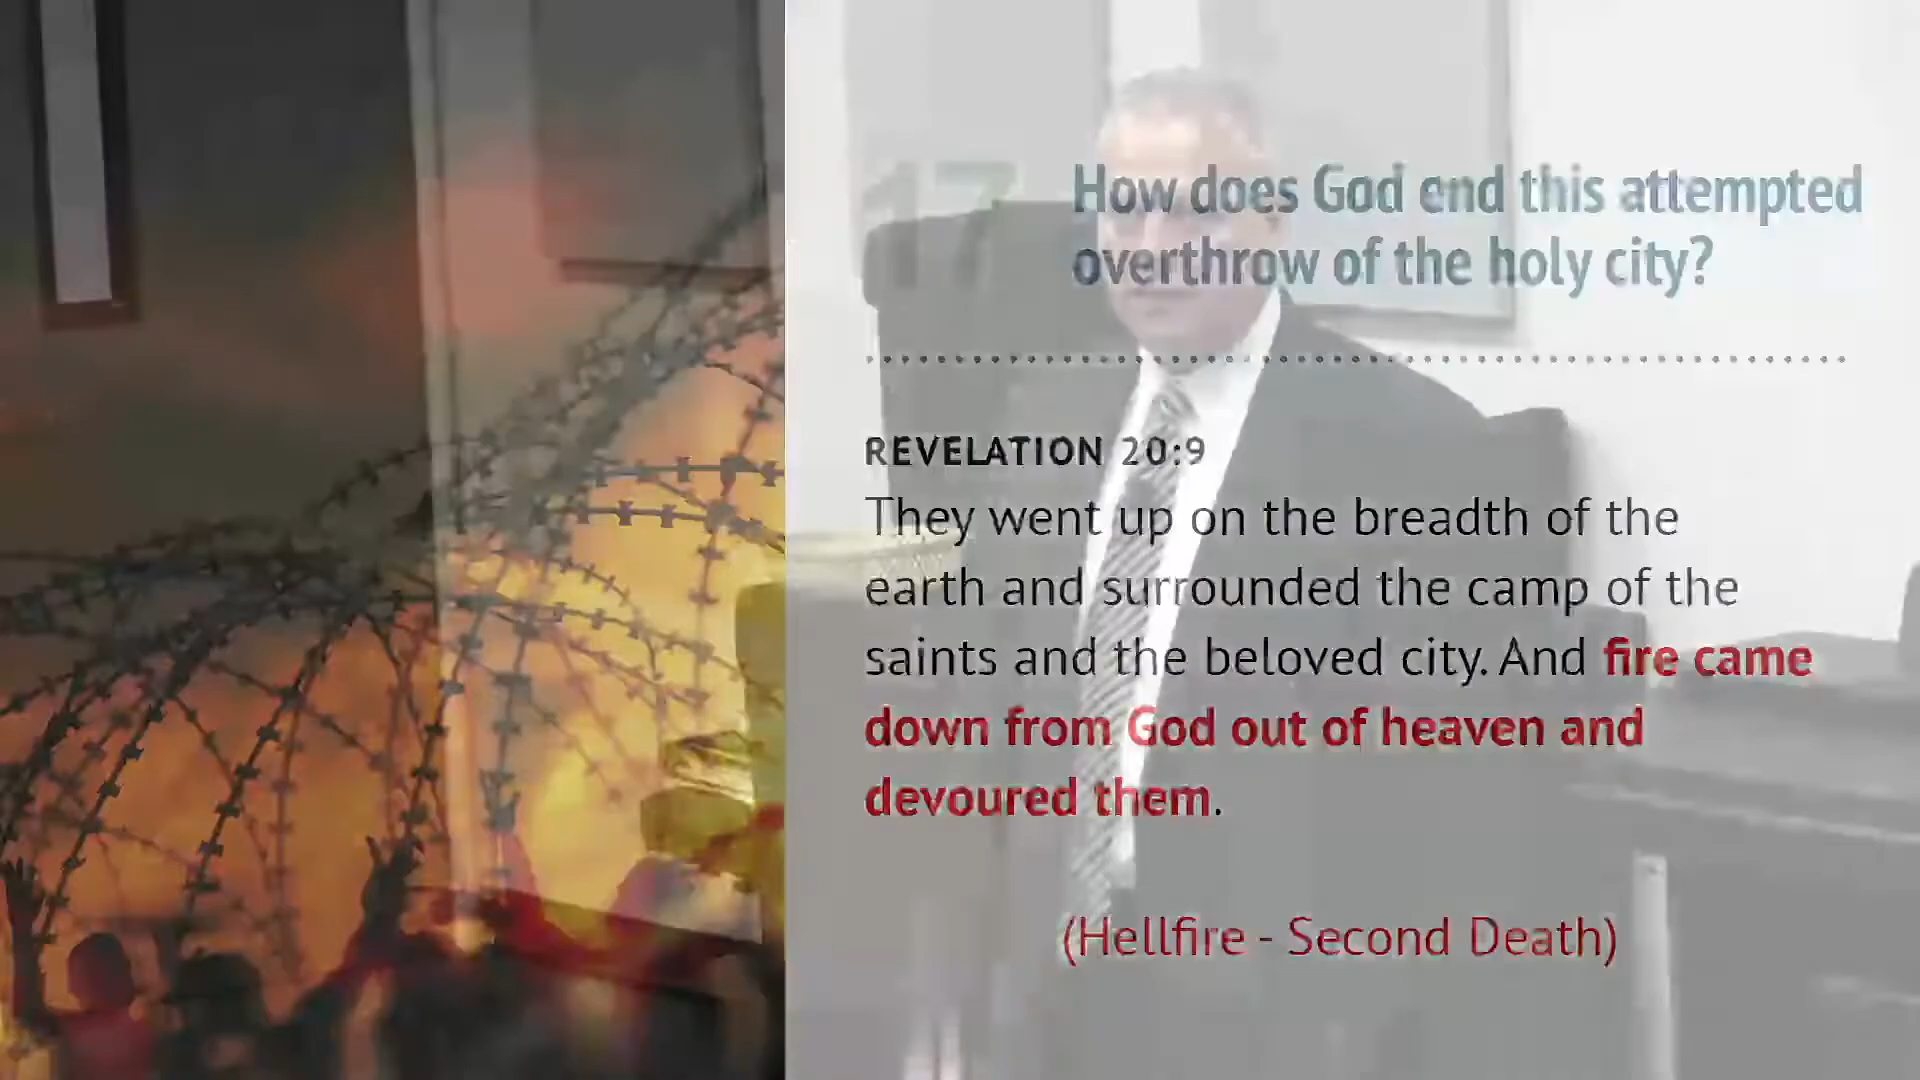 17
How does God end this attempted
overthrow of the holy city?
REVELATION 20:9
They went up on the breadth of the
earth and surrounded the camp of the
saints and the beloved city. And fire came
down from God out of heaven and
devoured them.
(Hellfire - Second Death)